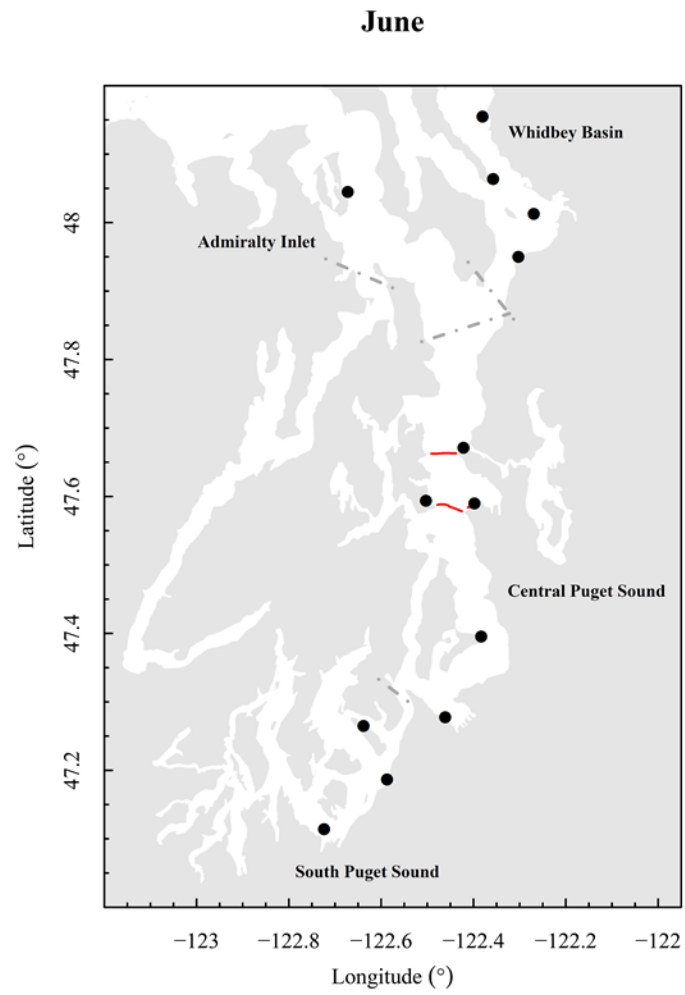 June
Whidbey Basin
Admiralty Inlet
Central Puget Sound
South Puget Sound
48
47.8
47.6
47.4
47.2
Latitude (°)
−123
−122.8
−122.6
−122.4
−122.2
−122
Longitude (°)